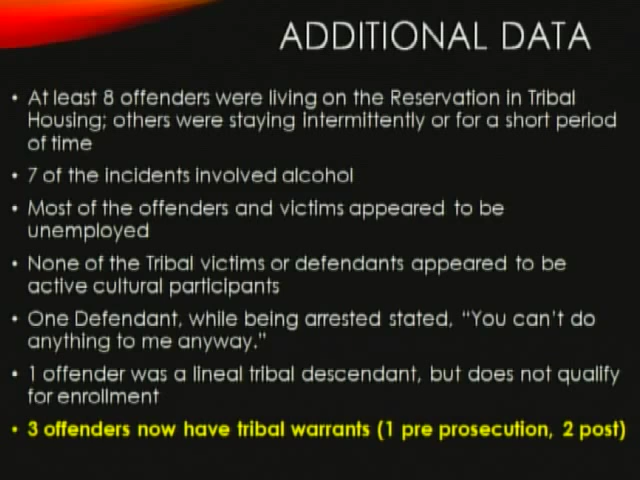 ADDITIONAL DATA
• At least 8 offenders were living on the Reservation in Tribal
Housing; others were staying intermittently or for a short period
of time
• 7 of the incidents involved alcohol
• Most of the offenders and victims appeared to be
unemployed
• None of the Tribal victims or defendants appeared to be
active cultural participants
• One Defendant, while being arrested stated, “You can’t do
anything to me anyway.”
• 1 offender was a lineal tribal descendant, but does not qualify
for enrollment
• 3 offenders now have tribal warrants (1 pre prosecution, 2 post)